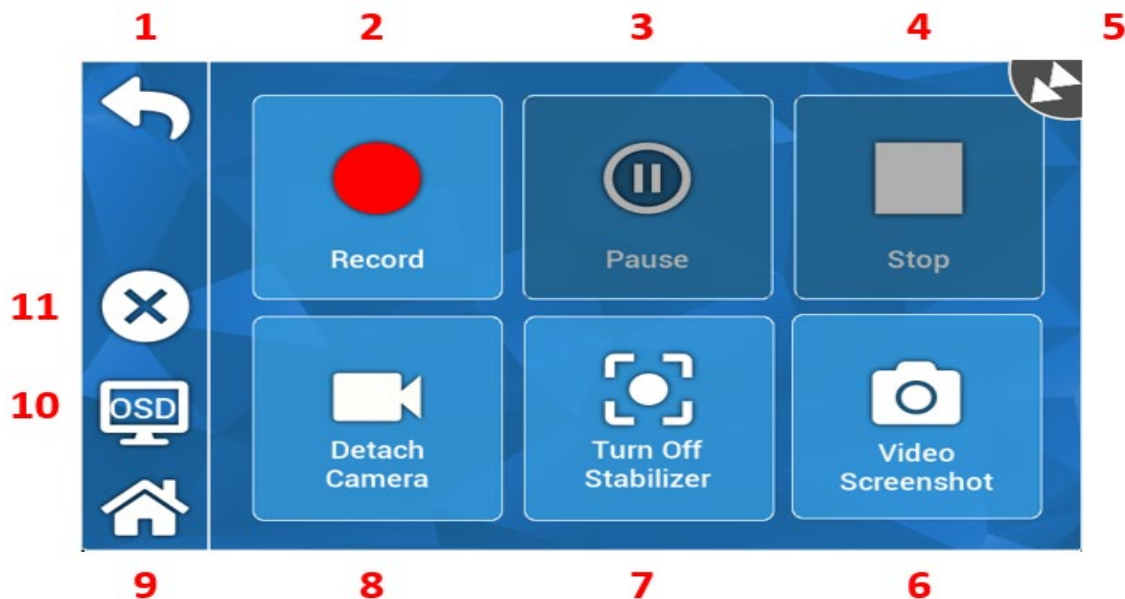 1 2 3 4 5
Record Pause Stop
11
10 OSD
Detach Camera
Turn Off Stabilizer
Video Screenshot
9 8 7 6